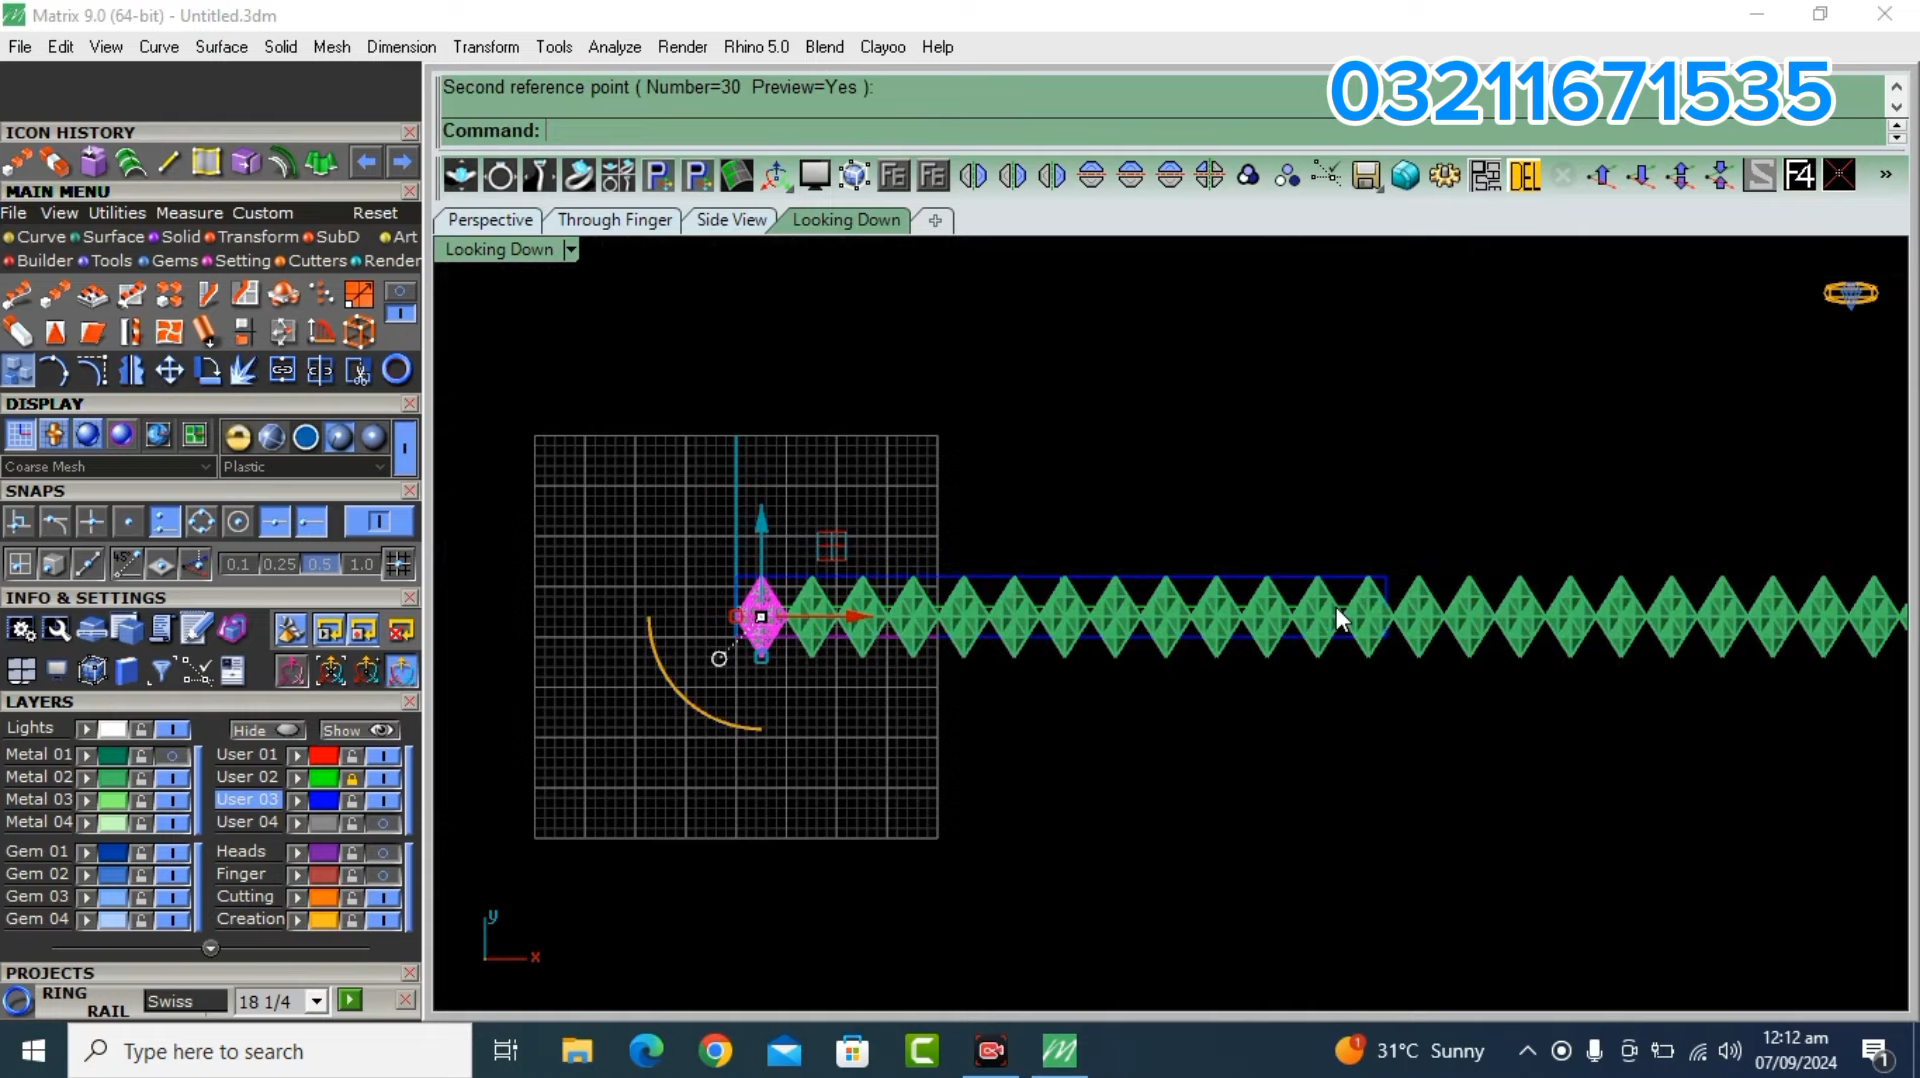 Matrix 9.0 (64-bit) - Untitled.3dm
File Edit View Curve Surface Solid Mesh Dimension Transform Tools Analyze Render Rhino 5.0 Blend Clayoo Help
03211671535
Second reference point ( Number=30 Preview=Yes ):
Command:
ICON HISTORY
MAIN MENU
File View Utilities Measure Custom Reset
Curve Surface Solid Transform SubD Art
Builder Tools Gems Setting Cutters Render
DEL F4 »
Perspective Through Finger Side View Looking Down
Looking Down
DISPLAY
Coarse Mesh Plastic
SNAPS
45°
0.1 0.25 0.5 1.0
INFO & SETTINGS
LAYERS
Lights Hide Show
Metal 01 User 01
Metal 02 User 02
Metal 03 User 03
Metal 04 User 04
Gem 01 Heads
Gem 02 Finger
Gem 03 Cutting
Gem 04 Creation
y
x
PROJECTS
RING RAIL Swiss 18 1/4
Type here to search
31°C Sunny
12:12 am
07/09/2024
1